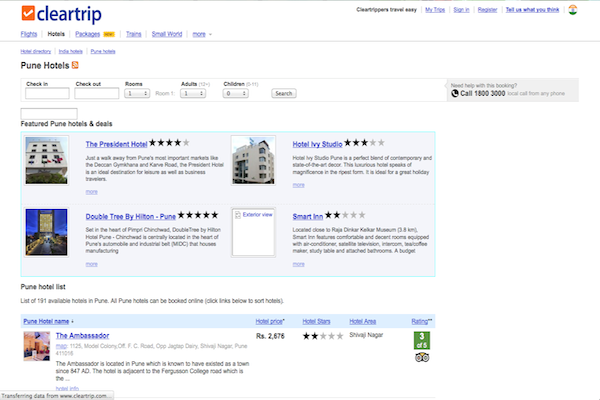 cleartrip
Cleartrippers travel easy My Trips Sign in Register Tell us what you think
Flights Hotels Packages NEW Trains Small World more
Hotel directory India hotels Pune hotels
Pune Hotels
Check in Check out Rooms Adults (12+) Children (0-11)
1 Room 1: 1 0 Search
Need help with this booking?
Call 1800 3000 local call from any phone
Featured Pune hotels & deals
The President Hotel
Just a walk away from Pune's most important markets like
the Deccan Gymkhana and Karve Road, the President Hotel
is an ideal destination for leisure as well as business
travelers.
more
Hotel Ivy Studio
Hotel Ivy Studio Pune is a perfect blend of contemporary and
state-of-the-art decor. This luxurious hotel speaks of
magnificence in the ripest form. It is ideal for a great holiday
more
Double Tree By Hilton - Pune
Set in the heart of Pimpri Chinchwad, DoubleTree by Hilton
Hotel Pune - Chinchwad is centrally located in the heart of
Pune's automobile and industrial belt (MIDC) that houses
manufacturing
more
Exterior view
Smart Inn
Located close to Raja Dinkar Kelkar Museum (3.8 km),
Smart Inn features comfortable and decent rooms equipped
with air-conditioner, satellite television, intercom, tea/coffee
maker, study table and attached bathrooms. A budget
more
Pune hotel list
List of 191 available hotels in Pune. All Pune hotels can be booked online (click links below to sort hotels).
Pune Hotel name Hotel price* Hotel Stars Hotel Area Rating**
The Ambassador Rs. 2,676 Shivaji Nagar 3 of 5
map: 1125, Model Colony,Off. F. C. Road, Opp Jagtap Dairy, Shivaji Nagar, Pune
411016
The Ambassador is located in Pune which is known to have existed as a town
since 847 AD. The hotel is adjacent to the Fergusson College road which is
the ...
hotel info
Transferring data from www.cleartrip.com...